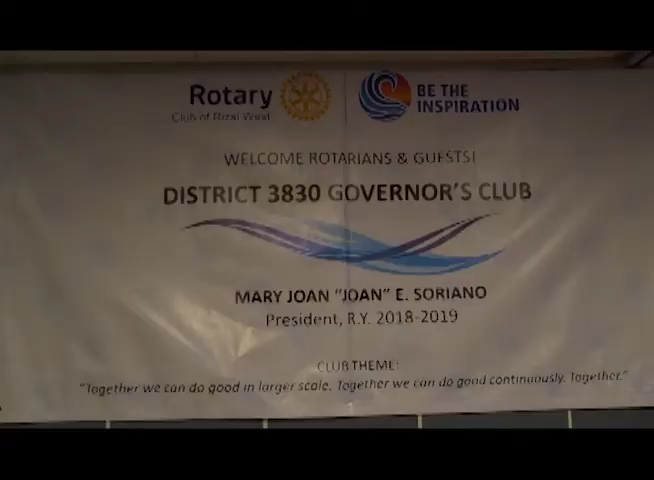 Rotary
Club of Rizal West
BE THE
INSPIRATION
WELCOME ROTARIANS & GUESTS!
DISTRICT 3830 GOVERNOR'S CLUB
MARY JOAN "JOAN" E. SORIANO
President, R.Y. 2018-2019
CLUB THEME:
"Together we can do good in larger scale. Together we can do good continuously. Together."